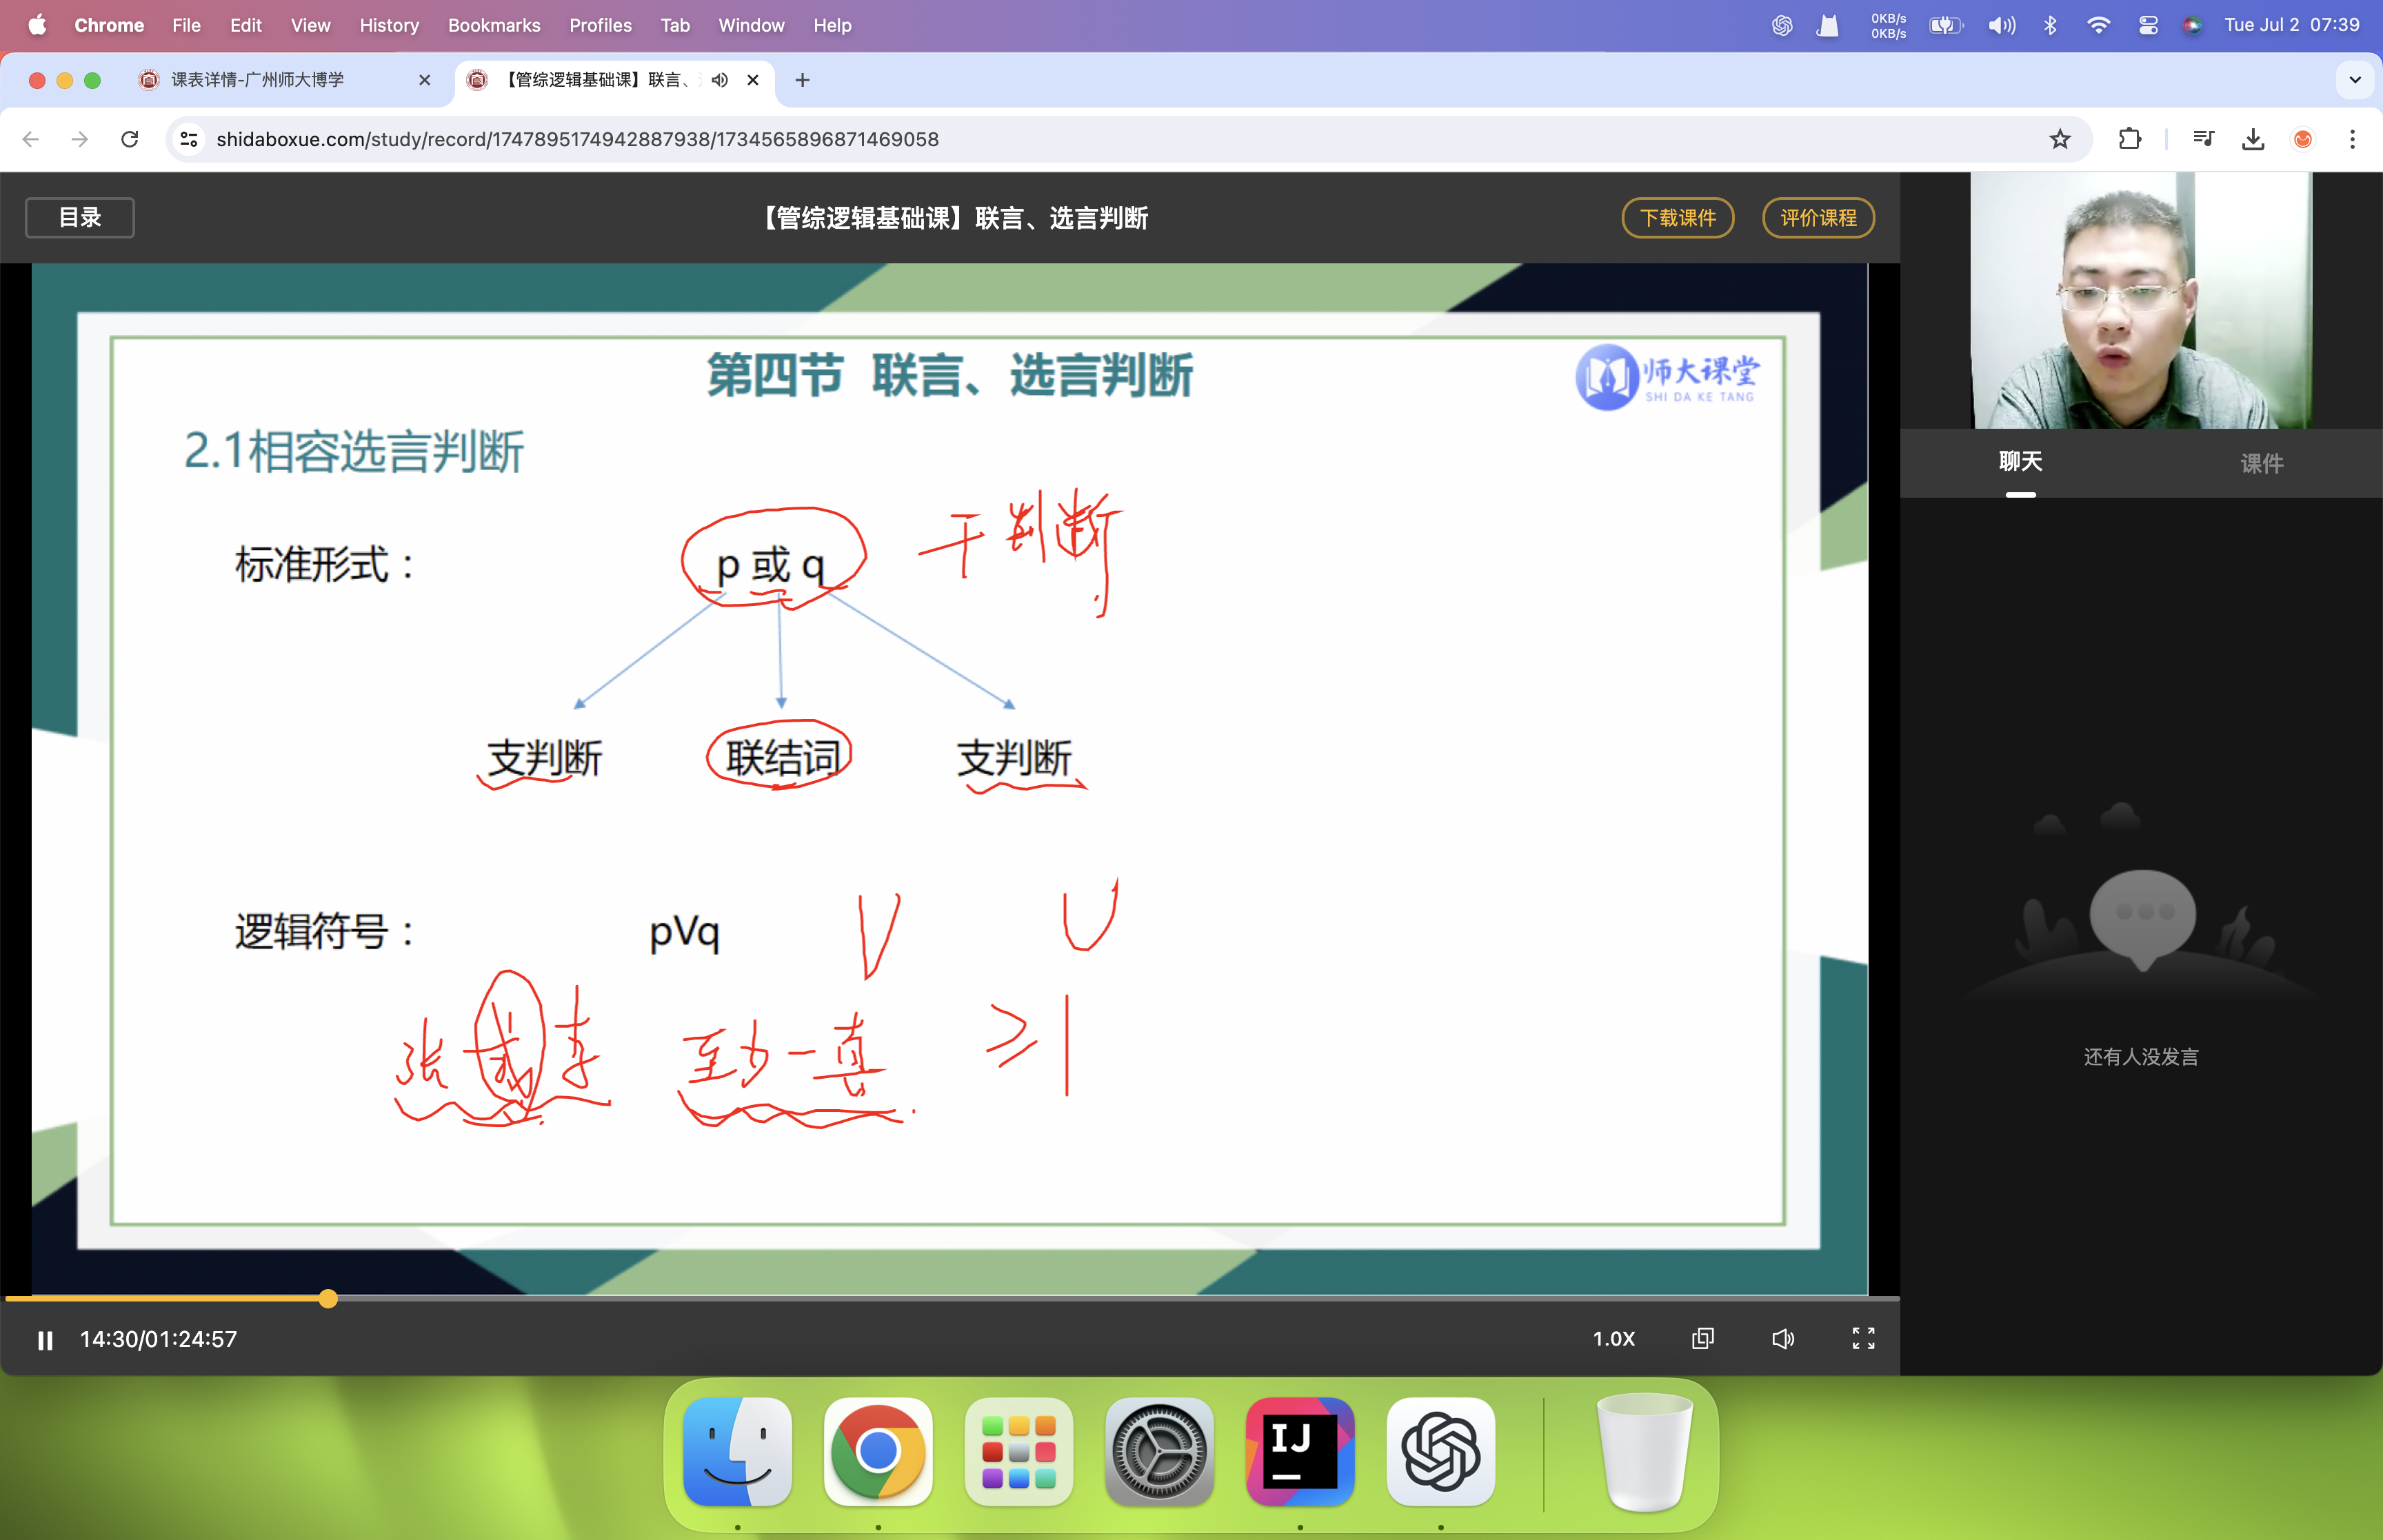 Chrome File Edit View History Bookmarks Profiles Tab Window Help 0KB/s 0KB/s Tue Jul 2 07:39
课表详情-广州师大博学 【管综逻辑基础课】联言、
shidaboxue.com/study/record/1747895174942887938/1734565896871469058
目录 【管综逻辑基础课】联言、选言判断 下载课件 评价课程
第四节 联言、选言判断
师大课堂
SHI DA KE TANG
2.1相容选言判断
聊天 课件
标准形式： p 或 q 干判断
支判断 联结词 支判断
逻辑符号： pVq V U
张或李 至少一真 ≥1
还有人没发言
14:30/01:24:57 1.0X
IJ